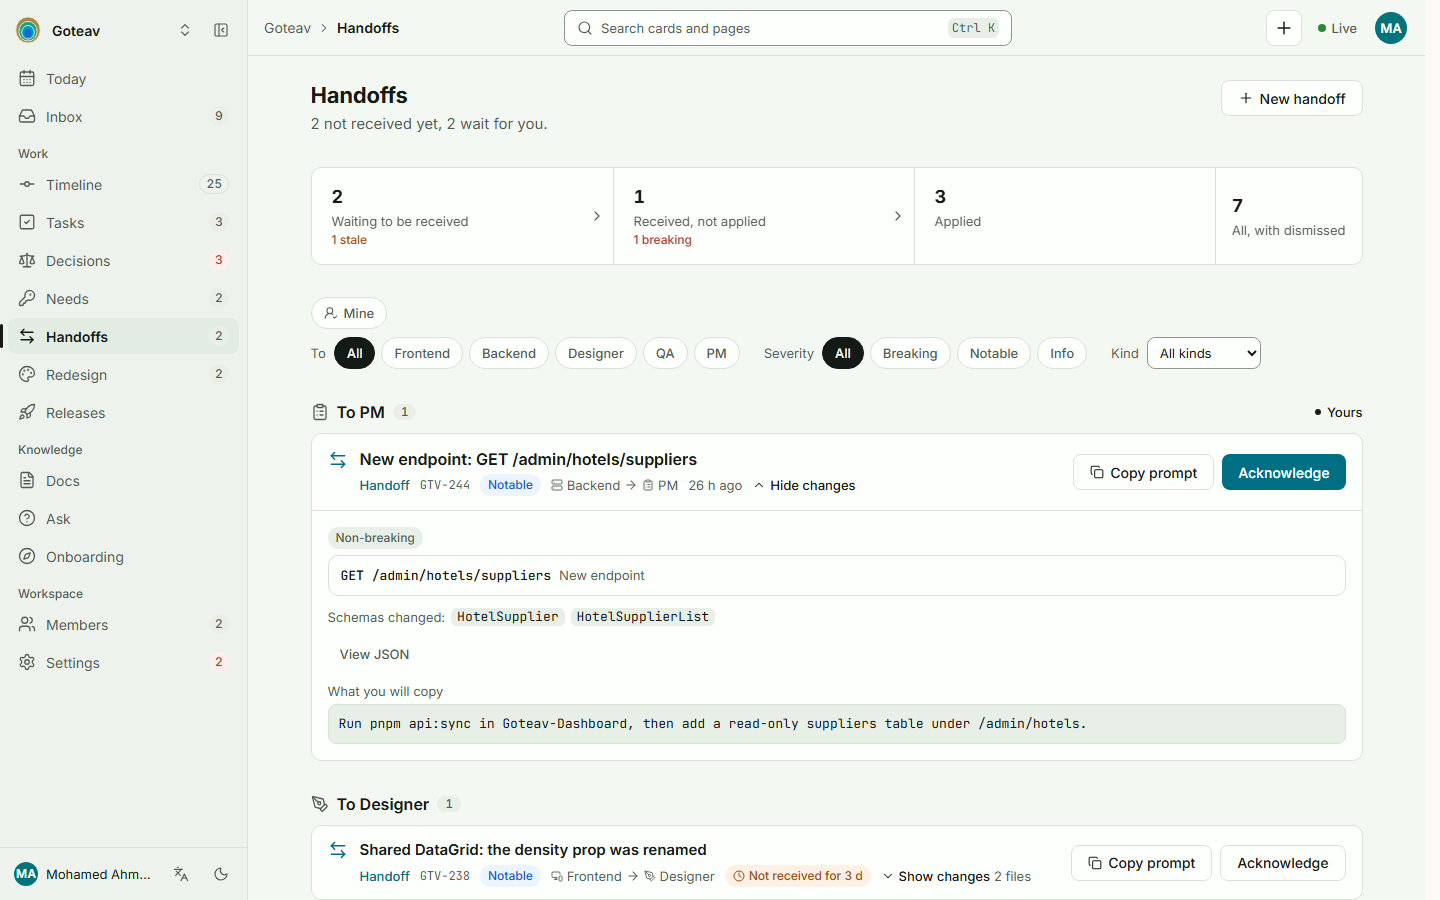 Goteav
Today
Inbox 9
Work
Timeline 25
Tasks 3
Decisions 3
Needs 2
Handoffs 2
Redesign 2
Releases
Knowledge
Docs
Ask
Onboarding
Workspace
Members 2
Settings 2
MA Mohamed Ahm...
Goteav > Handoffs
Search cards and pages Ctrl K
Live
MA
Handoffs
2 not received yet, 2 wait for you.
New handoff
2
Waiting to be received
1 stale
1
Received, not applied
1 breaking
3
Applied
7
All, with dismissed
Mine
To All Frontend Backend Designer QA PM Severity All Breaking Notable Info Kind All kinds
To PM 1
Yours
New endpoint: GET /admin/hotels/suppliers
Handoff GTV-244 Notable Backend → PM 26 h ago Hide changes
Copy prompt
Acknowledge
Non-breaking
GET /admin/hotels/suppliers New endpoint
Schemas changed: HotelSupplier HotelSupplierList
View JSON
What you will copy
Run pnpm api:sync in Goteav-Dashboard, then add a read-only suppliers table under /admin/hotels.
To Designer 1
Shared DataGrid: the density prop was renamed
Handoff GTV-238 Notable Frontend → Designer Not received for 3 d Show changes 2 files
Copy prompt
Acknowledge